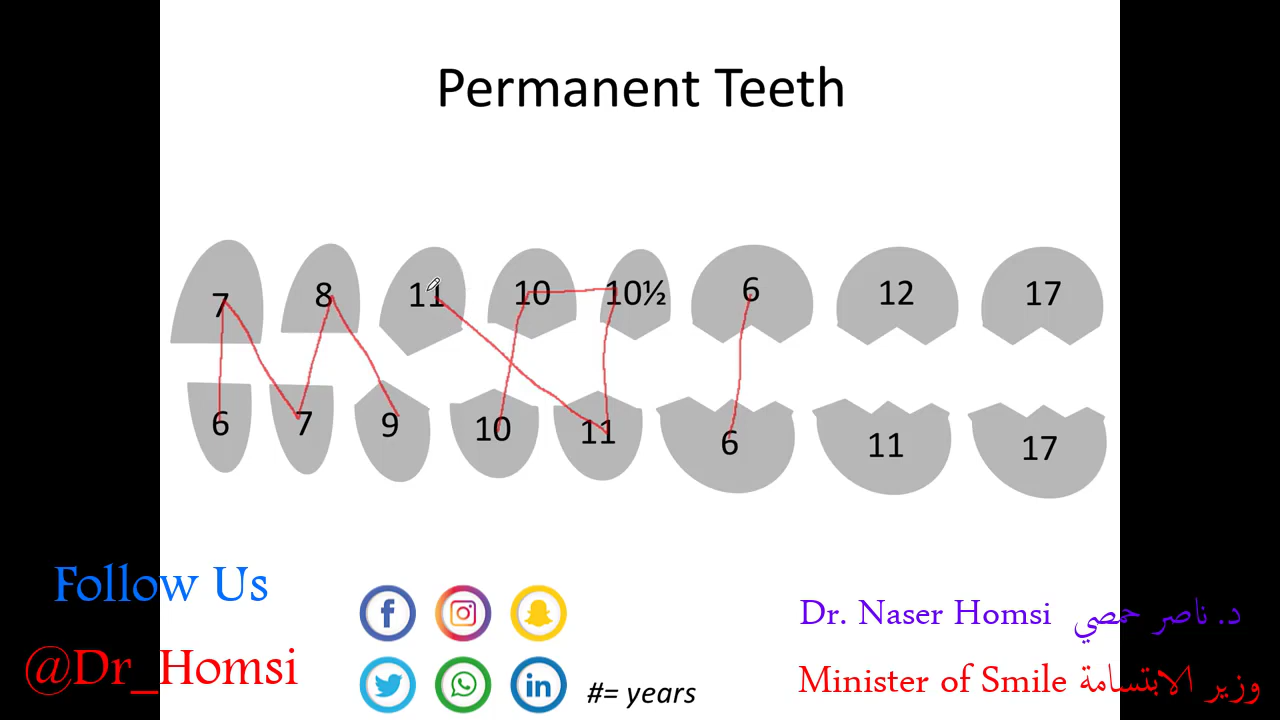 Permanent Teeth
7 8 11 10 10½ 6 12 17
6 7 9 10 11 6 11 17
Follow Us
@Dr_Homsi
#= years
Dr. Naser Homsi د. ناصر حمصي
Minister of Smile وزير الابتسامة